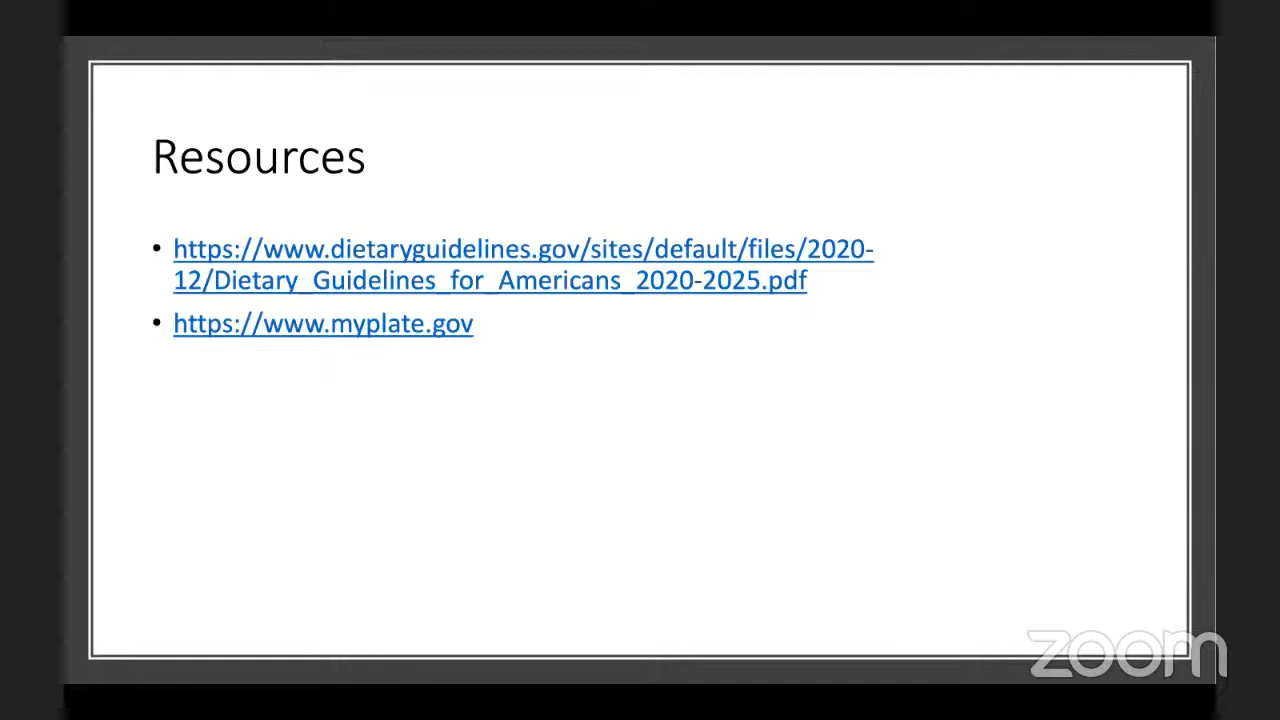 Resources
• https://www.dietaryguidelines.gov/sites/default/files/2020-
12/Dietary_Guidelines_for_Americans_2020-2025.pdf
• https://www.myplate.gov
zoom